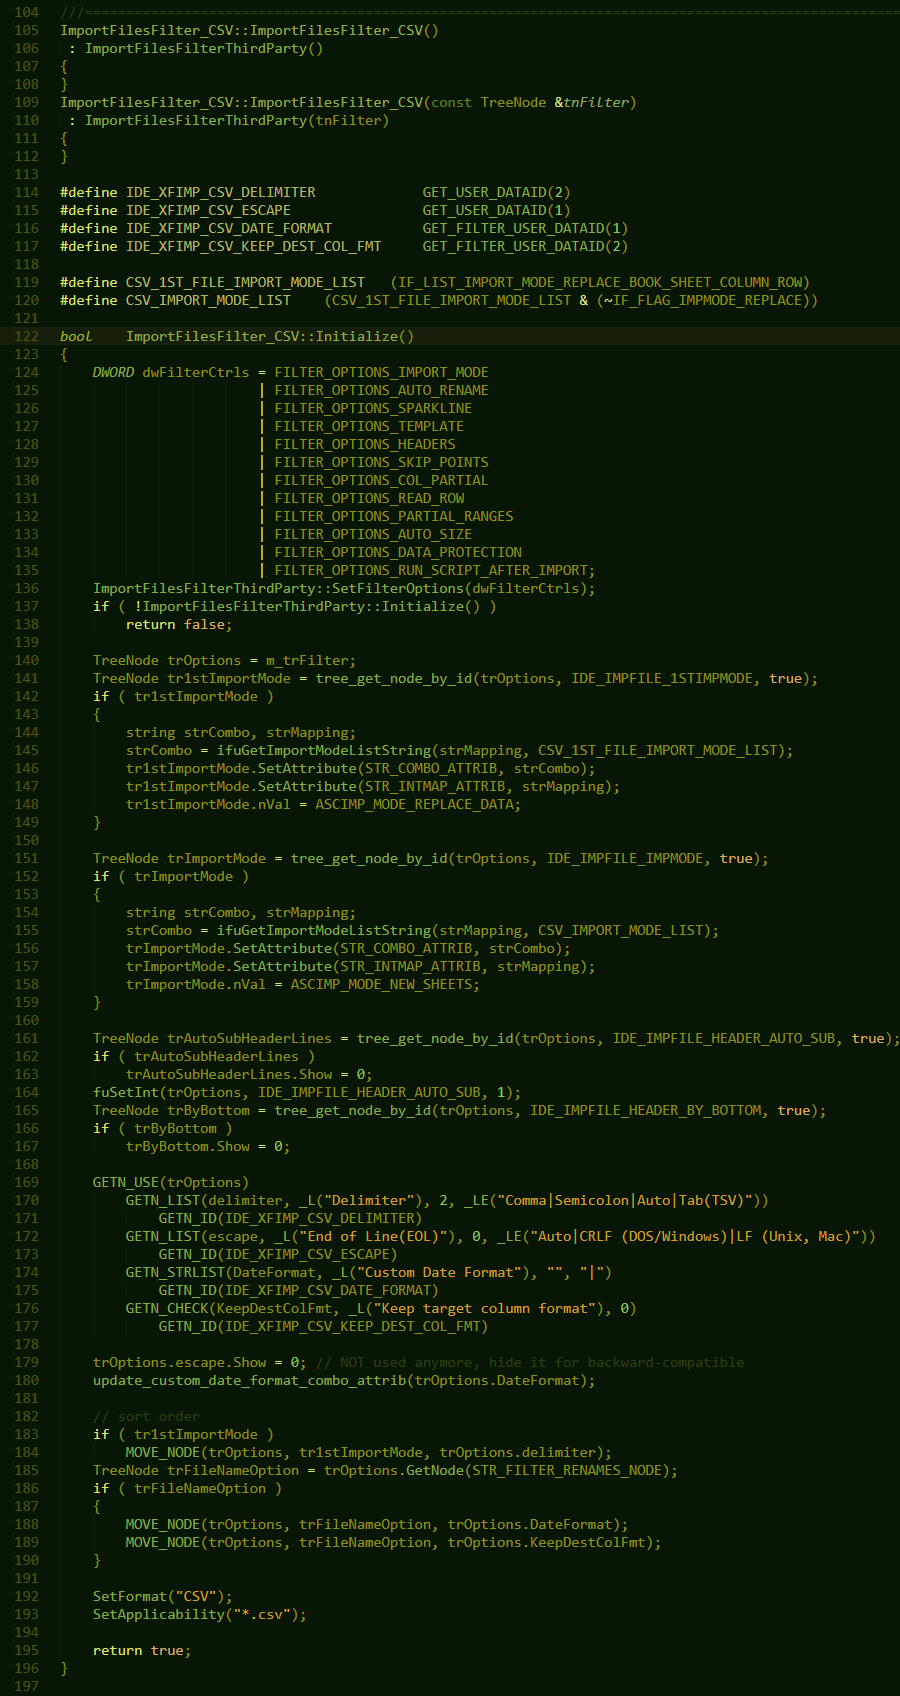 104 ///====================================================================================================
105 ImportFilesFilter_CSV::ImportFilesFilter_CSV()
106  : ImportFilesFilterThirdParty()
107 {
108 }
109 ImportFilesFilter_CSV::ImportFilesFilter_CSV(const TreeNode &tnFilter)
110  : ImportFilesFilterThirdParty(tnFilter)
111 {
112 }
113
114 #define IDE_XFIMP_CSV_DELIMITER             GET_USER_DATAID(2)
115 #define IDE_XFIMP_CSV_ESCAPE                GET_USER_DATAID(1)
116 #define IDE_XFIMP_CSV_DATE_FORMAT           GET_FILTER_USER_DATAID(1)
117 #define IDE_XFIMP_CSV_KEEP_DEST_COL_FMT     GET_FILTER_USER_DATAID(2)
118
119 #define CSV_1ST_FILE_IMPORT_MODE_LIST   (IF_LIST_IMPORT_MODE_REPLACE_BOOK_SHEET_COLUMN_ROW)
120 #define CSV_IMPORT_MODE_LIST    (CSV_1ST_FILE_IMPORT_MODE_LIST & (~IF_FLAG_IMPMODE_REPLACE))
121
122 bool    ImportFilesFilter_CSV::Initialize()
123 {
124     DWORD dwFilterCtrls = FILTER_OPTIONS_IMPORT_MODE
125                         | FILTER_OPTIONS_AUTO_RENAME
126                         | FILTER_OPTIONS_SPARKLINE
127                         | FILTER_OPTIONS_TEMPLATE
128                         | FILTER_OPTIONS_HEADERS
129                         | FILTER_OPTIONS_SKIP_POINTS
130                         | FILTER_OPTIONS_COL_PARTIAL
131                         | FILTER_OPTIONS_READ_ROW
132                         | FILTER_OPTIONS_PARTIAL_RANGES
133                         | FILTER_OPTIONS_AUTO_SIZE
134                         | FILTER_OPTIONS_DATA_PROTECTION
135                         | FILTER_OPTIONS_RUN_SCRIPT_AFTER_IMPORT;
136     ImportFilesFilterThirdParty::SetFilterOptions(dwFilterCtrls);
137     if ( !ImportFilesFilterThirdParty::Initialize() )
138         return false;
139
140     TreeNode trOptions = m_trFilter;
141     TreeNode tr1stImportMode = tree_get_node_by_id(trOptions, IDE_IMPFILE_1STIMPMODE, true);
142     if ( tr1stImportMode )
143     {
144         string strCombo, strMapping;
145         strCombo = ifuGetImportModeListString(strMapping, CSV_1ST_FILE_IMPORT_MODE_LIST);
146         tr1stImportMode.SetAttribute(STR_COMBO_ATTRIB, strCombo);
147         tr1stImportMode.SetAttribute(STR_INTMAP_ATTRIB, strMapping);
148         tr1stImportMode.nVal = ASCIMP_MODE_REPLACE_DATA;
149     }
150
151     TreeNode trImportMode = tree_get_node_by_id(trOptions, IDE_IMPFILE_IMPMODE, true);
152     if ( trImportMode )
153     {
154         string strCombo, strMapping;
155         strCombo = ifuGetImportModeListString(strMapping, CSV_IMPORT_MODE_LIST);
156         trImportMode.SetAttribute(STR_COMBO_ATTRIB, strCombo);
157         trImportMode.SetAttribute(STR_INTMAP_ATTRIB, strMapping);
158         trImportMode.nVal = ASCIMP_MODE_NEW_SHEETS;
159     }
160
161     TreeNode trAutoSubHeaderLines = tree_get_node_by_id(trOptions, IDE_IMPFILE_HEADER_AUTO_SUB, true);
162     if ( trAutoSubHeaderLines )
163         trAutoSubHeaderLines.Show = 0;
164     fuSetInt(trOptions, IDE_IMPFILE_HEADER_AUTO_SUB, 1);
165     TreeNode trByBottom = tree_get_node_by_id(trOptions, IDE_IMPFILE_HEADER_BY_BOTTOM, true);
166     if ( trByBottom )
167         trByBottom.Show = 0;
168
169     GETN_USE(trOptions)
170         GETN_LIST(delimiter, _L("Delimiter"), 2, _LE("Comma|Semicolon|Auto|Tab(TSV)"))
171             GETN_ID(IDE_XFIMP_CSV_DELIMITER)
172         GETN_LIST(escape, _L("End of Line(EOL)"), 0, _LE("Auto|CRLF (DOS/Windows)|LF (Unix, Mac)"))
173             GETN_ID(IDE_XFIMP_CSV_ESCAPE)
174         GETN_STRLIST(DateFormat, _L("Custom Date Format"), "", "|")
175             GETN_ID(IDE_XFIMP_CSV_DATE_FORMAT)
176         GETN_CHECK(KeepDestColFmt, _L("Keep target column format"), 0)
177             GETN_ID(IDE_XFIMP_CSV_KEEP_DEST_COL_FMT)
178
179     trOptions.escape.Show = 0; // NOT used anymore, hide it for backward-compatible
180     update_custom_date_format_combo_attrib(trOptions.DateFormat);
181
182     // sort order
183     if ( tr1stImportMode )
184         MOVE_NODE(trOptions, tr1stImportMode, trOptions.delimiter);
185     TreeNode trFileNameOption = trOptions.GetNode(STR_FILTER_RENAMES_NODE);
186     if ( trFileNameOption )
187     {
188         MOVE_NODE(trOptions, trFileNameOption, trOptions.DateFormat);
189         MOVE_NODE(trOptions, trFileNameOption, trOptions.KeepDestColFmt);
190     }
191
192     SetFormat("CSV");
193     SetApplicability("*.csv");
194
195     return true;
196 }
197